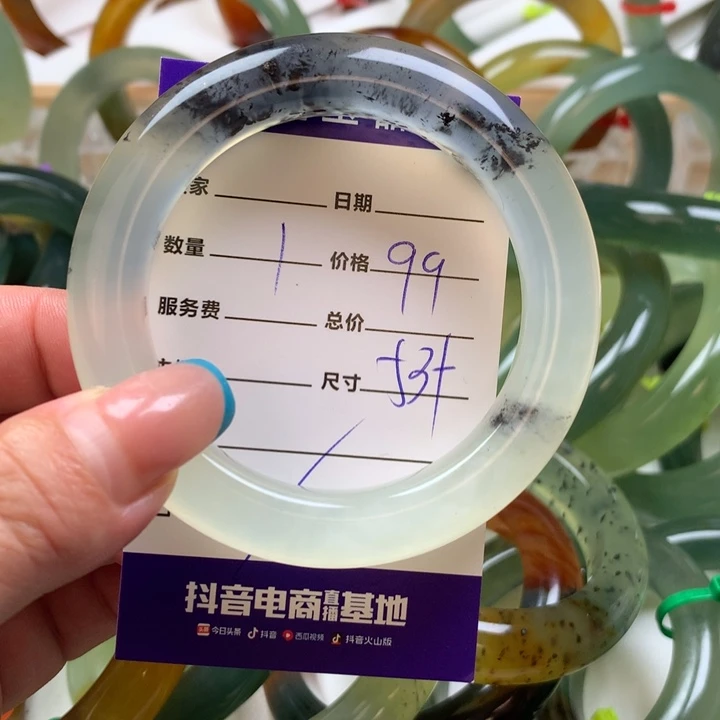 家 日期
数量 1 价格 99
服务费 总价
尺寸 53+
抖音电商直播基地
今日头条 抖音 西瓜视频 抖音火山版